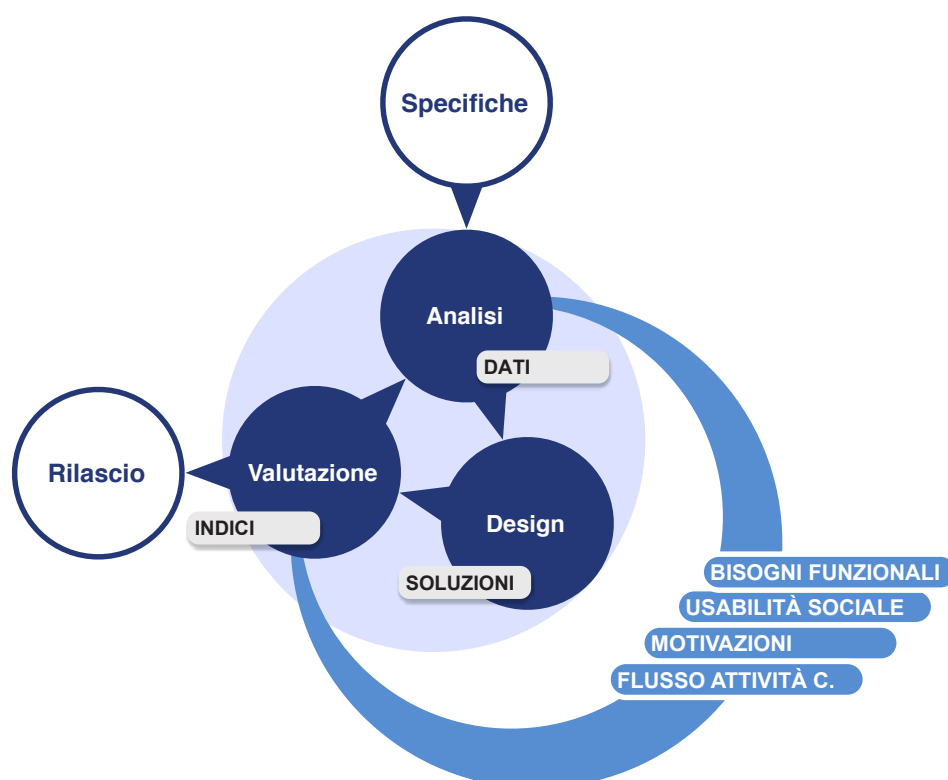 Specifiche
Analisi
DATI
Rilascio
Valutazione
INDICI
Design
SOLUZIONI
BISOGNI FUNZIONALI
USABILITÀ SOCIALE
MOTIVAZIONI
FLUSSO ATTIVITÀ C.